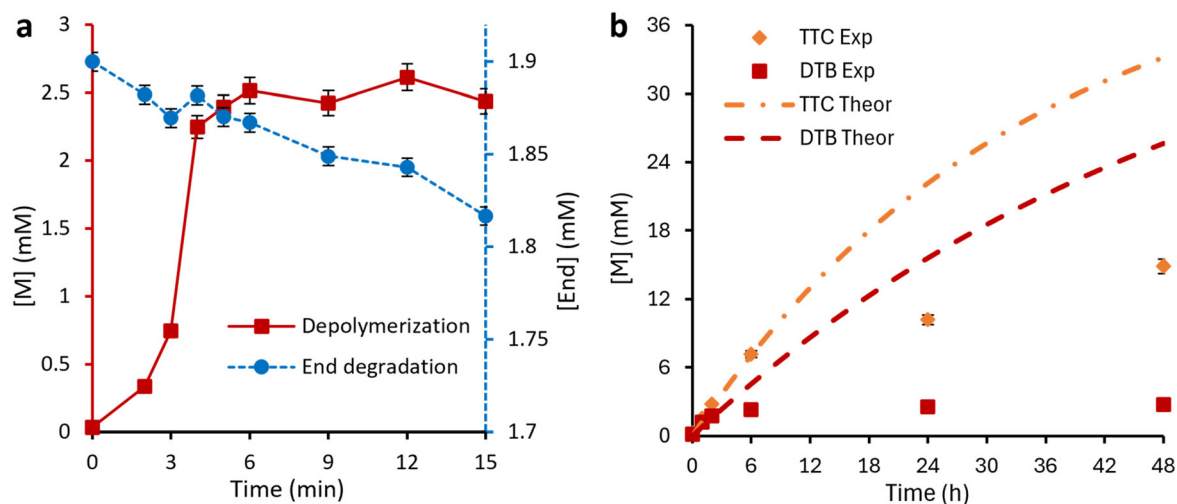 a
3
2.5
2
1.5
1
0.5
0
[M] (mM)
Depolymerization
End degradation
0 3 6 9 12 15
Time (min)
1.9
1.85
1.8
1.75
1.7
[End] (mM)
b
36
30
24
18
12
6
0
[M] (mM)
TTC Exp
DTB Exp
TTC Theor
DTB Theor
0 6 12 18 24 30 36 42 48
Time (h)